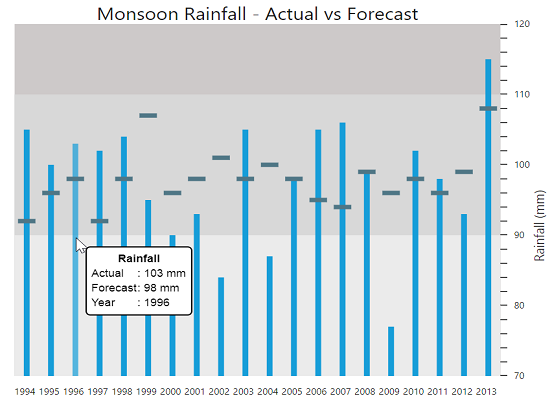 Monsoon Rainfall - Actual vs Forecast
120
110
100
90
80
70
Rainfall (mm)
Rainfall
Actual : 103 mm
Forecast : 98 mm
Year : 1996
1994 1995 1996 1997 1998 1999 2000 2001 2002 2003 2004 2005 2006 2007 2008 2009 2010 2011 2012 2013